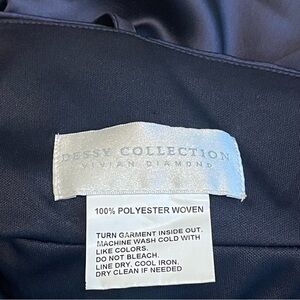 DESSY COLLECTION
VIVIAN DIAMOND
100% POLYESTER WOVEN
TURN GARMENT INSIDE OUT.
MACHINE WASH COLD WITH
LIKE COLORS.
DO NOT BLEACH.
LINE DRY, COOL IRON.
DRY CLEAN IF NEEDED